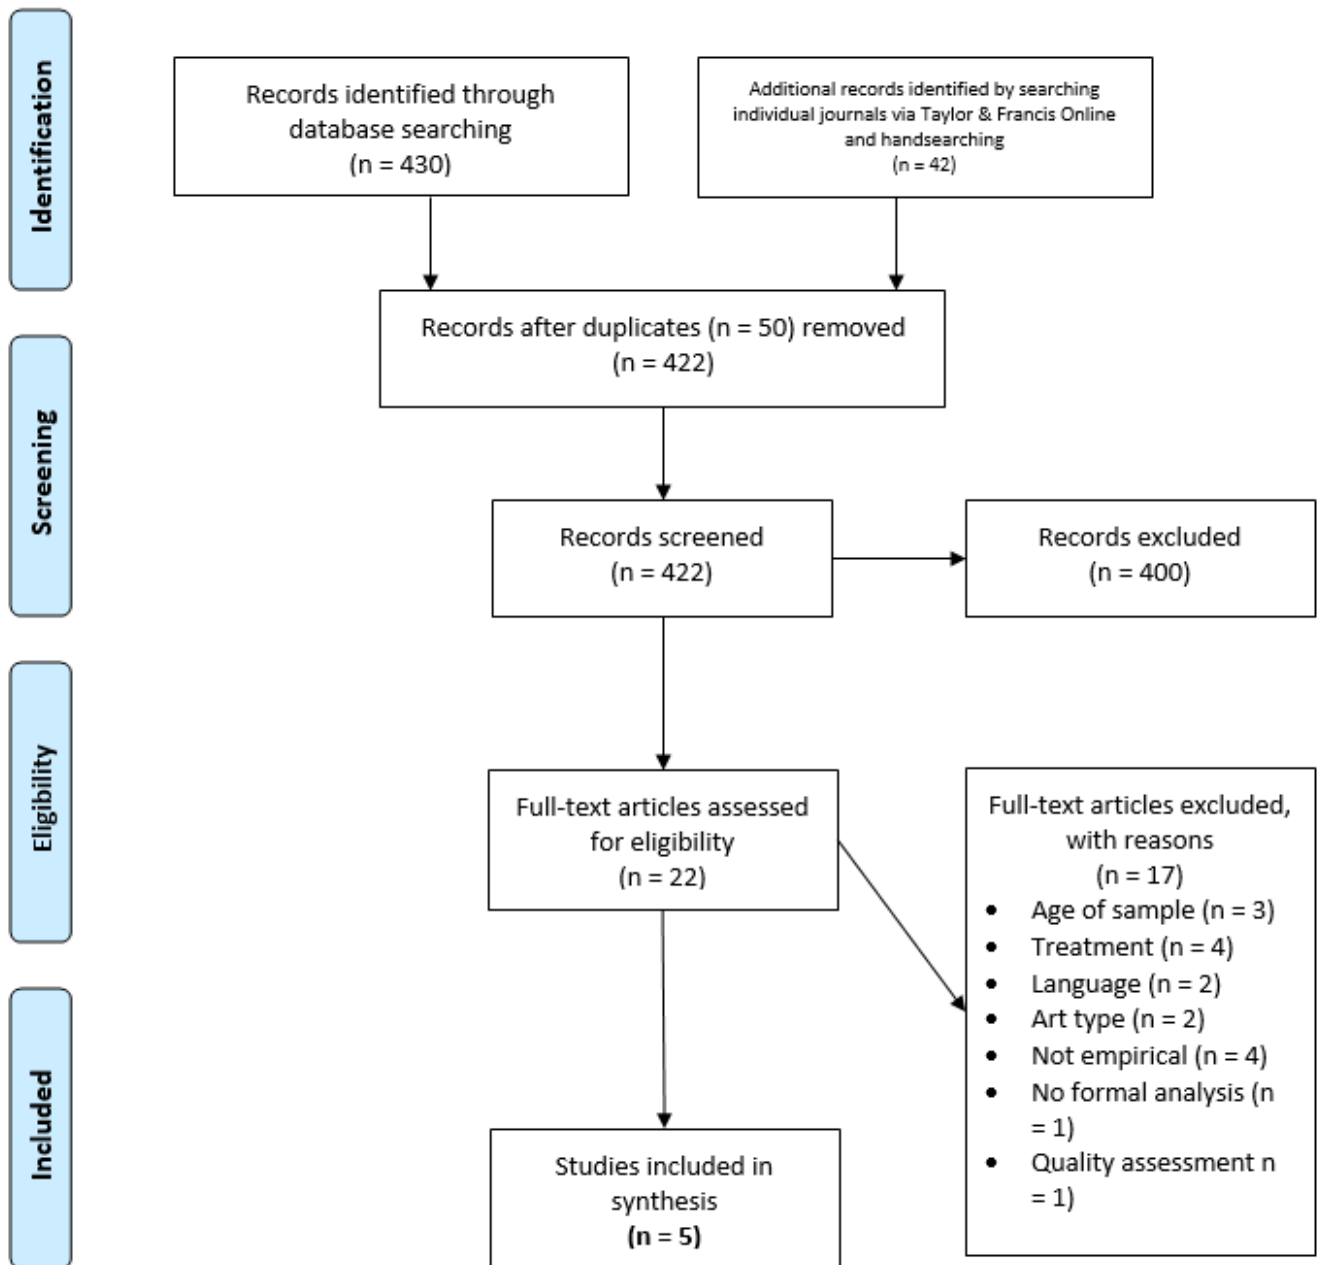 Identification
Records identified through
database searching
(n = 430)
Additional records identified by searching
individual journals via Taylor & Francis Online
and handsearching
(n = 42)
Records after duplicates (n = 50) removed
(n = 422)
Screening
Records screened
(n = 422)
Records excluded
(n = 400)
Eligibility
Full-text articles assessed
for eligibility
(n = 22)
Full-text articles excluded,
with reasons
(n = 17)
• Age of sample (n = 3)
• Treatment (n = 4)
• Language (n = 2)
• Art type (n = 2)
• Not empirical (n = 4)
• No formal analysis (n
= 1)
• Quality assessment n
= 1)
Included
Studies included in
synthesis
(n = 5)